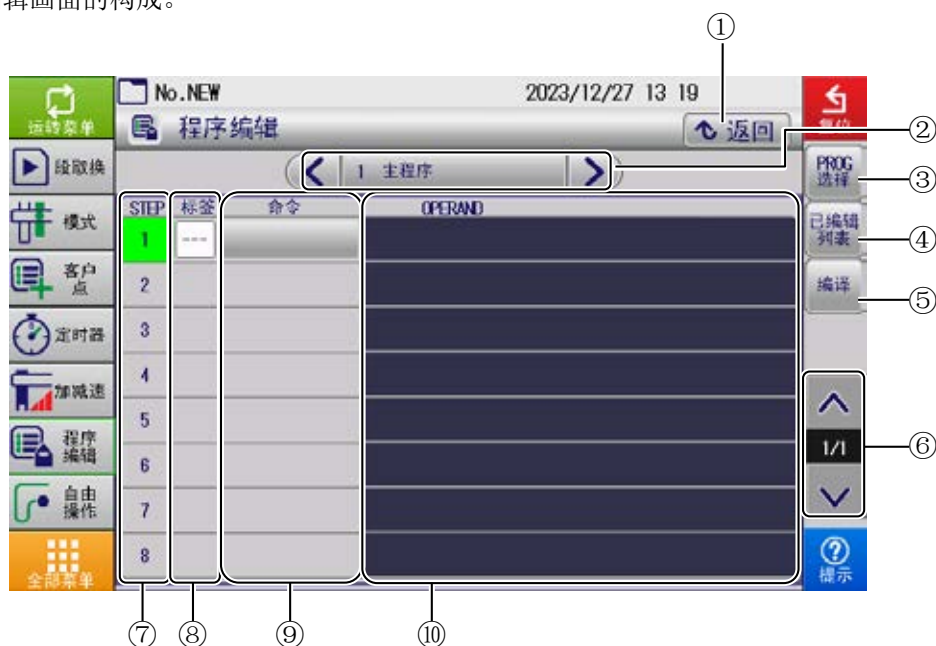 辑画面的构成。
①
No.NEW 2023/12/27 13 19
运转菜单
复位
程序编辑
返回
②
段取换
1 主程序
PROG
选择
③
STEP 标签 命令 OPERAND
模式
已编辑
列表
④
1 ---
客户
点
2
编译
⑤
定时器
3
加减速
4
5
程序
编辑
1/1
⑥
6
自由
操作
7
8
全部菜单
提示
⑦ ⑧ ⑨ ⑩